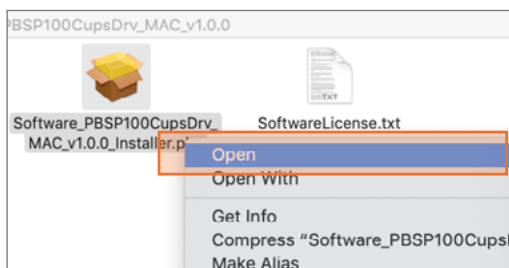 PBSP100CupsDrv_MAC_v1.0.0
TXT
Software_PBSP100CupsDrv_
MAC_v1.0.0_Installer.p
SoftwareLicense.txt
Open
Open With
Get Info
Compress "Software_PBSP100Cups
Make Alias